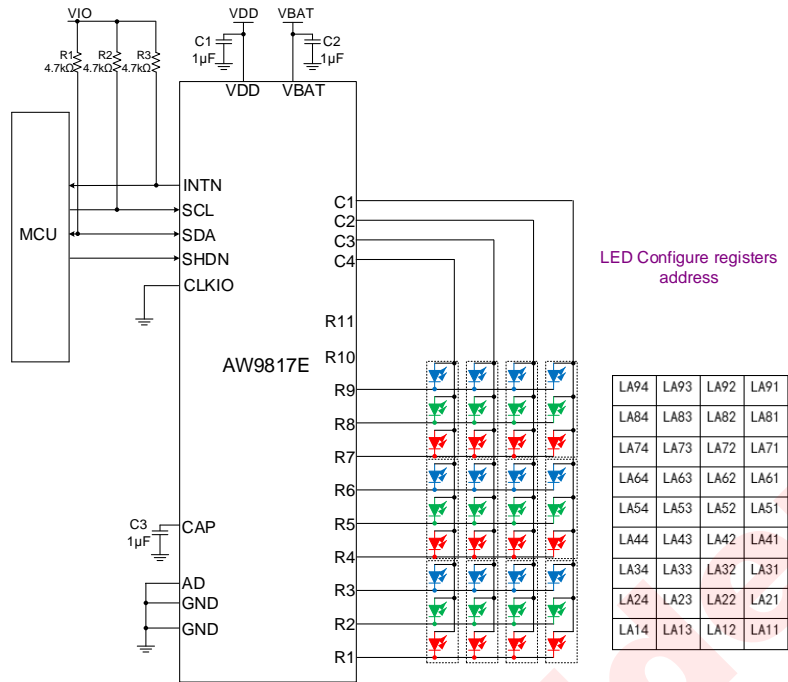 VIO
VDD
VBAT
R1
4.7kΩ
R2
4.7kΩ
R3
4.7kΩ
C1
1μF
C2
1μF
VDD
VBAT
MCU
INTN
SCL
SDA
SHDN
CLKIO
C1
C2
C3
C4
R11
R10
R9
R8
R7
R6
R5
R4
R3
R2
R1
AW9817E
C3
1μF
CAP
AD
GND
GND
LED Configure registers
address
LA94 LA93 LA92 LA91
LA84 LA83 LA82 LA81
LA74 LA73 LA72 LA71
LA64 LA63 LA62 LA61
LA54 LA53 LA52 LA51
LA44 LA43 LA42 LA41
LA34 LA33 LA32 LA31
LA24 LA23 LA22 LA21
LA14 LA13 LA12 LA11